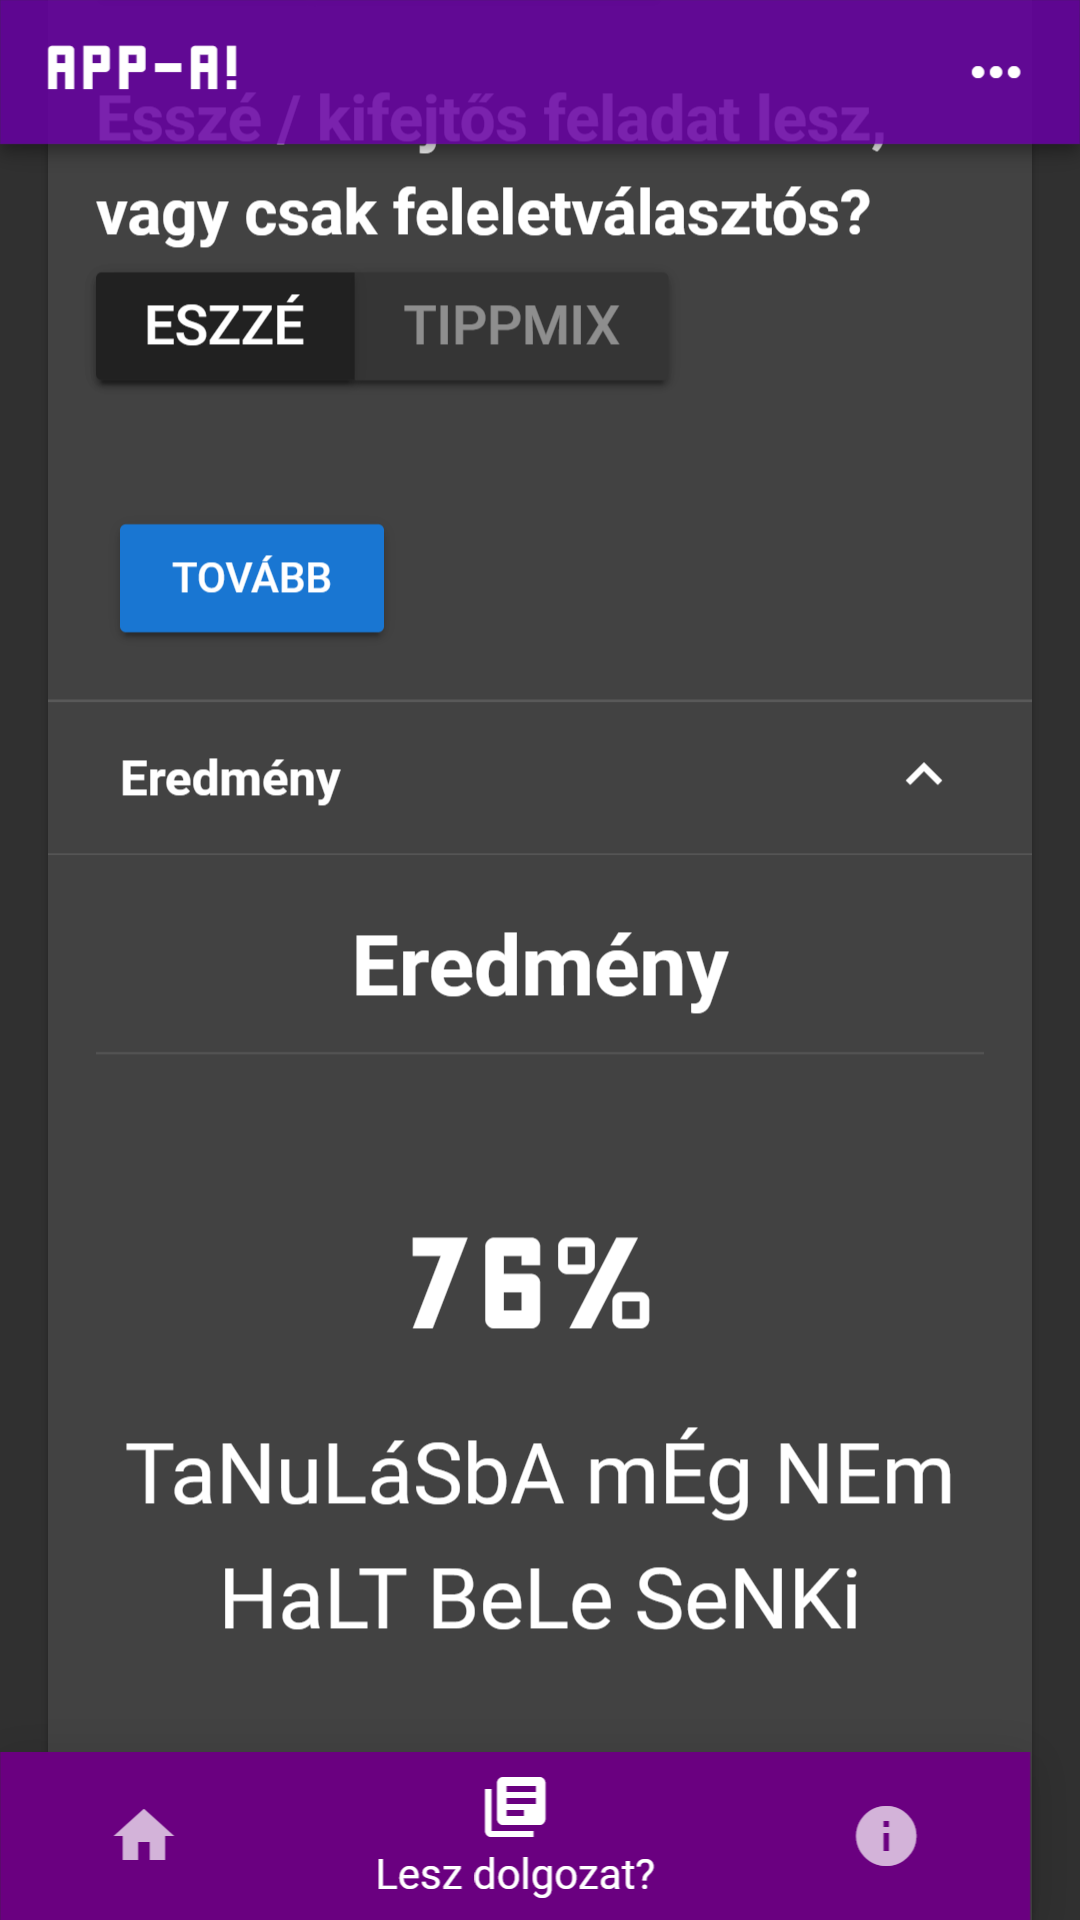 APP-A!
Esszé / kifejtős feladat lesz,
vagy csak feleletválasztós?
ESZZÉ TIPPMIX
TOVÁBB
Eredmény
Eredmény
76%
TaNuLáSbA mÉg NEm
HaLT BeLe SeNKi
Lesz dolgozat?